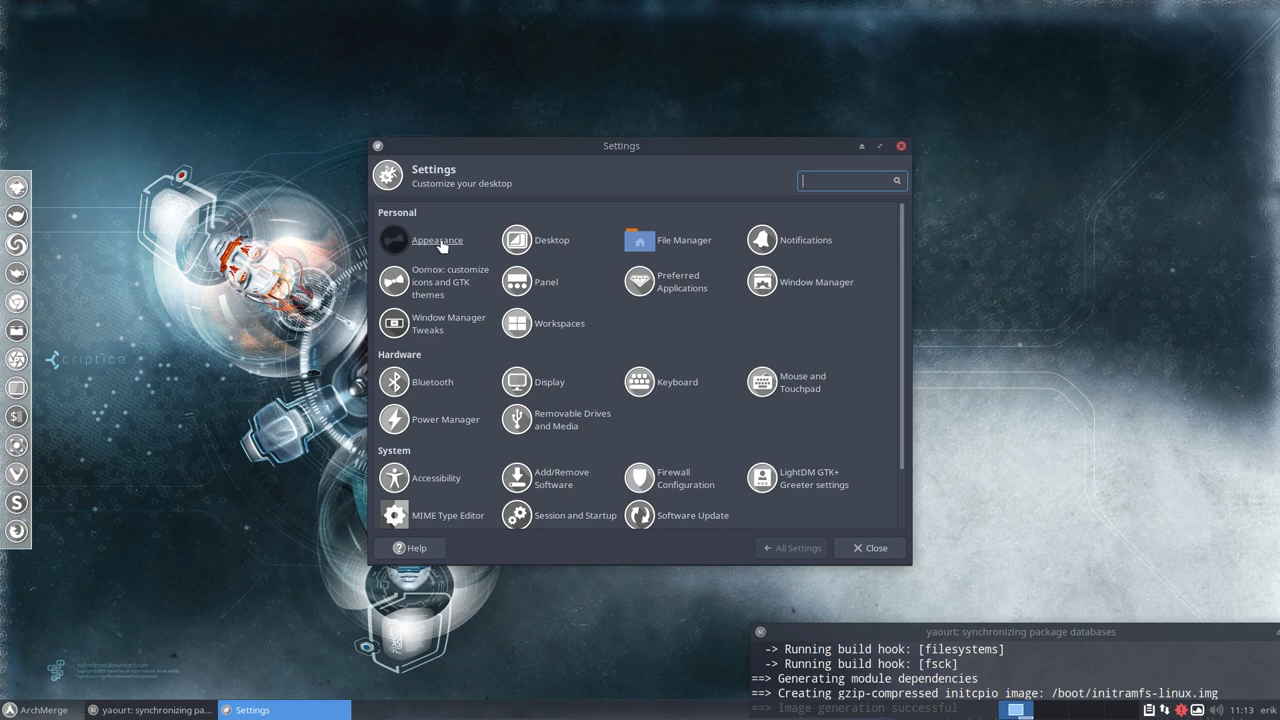 Settings
Settings
Customize your desktop
Personal
Appearance
Desktop
File Manager
Notifications
Oomox: customize
icons and GTK
themes
Panel
Preferred
Applications
Window Manager
Window Manager
Tweaks
Workspaces
Hardware
Bluetooth
Display
Keyboard
Mouse and
Touchpad
Power Manager
Removable Drives
and Media
System
Accessibility
Add/Remove
Software
Firewall
Configuration
LightDM GTK+
Greeter settings
MIME Type Editor
Session and Startup
Software Update
Help
All Settings
Close
criptica
yaourt: synchronizing package databases
-> Running build hook: [filesystems]
-> Running build hook: [fsck]
==> Generating module dependencies
==> Creating gzip-compressed initcpio image: /boot/initramfs-linux.img
==> Image generation successful
ArchMerge
yaourt: synchronizing pa...
Settings
11:13
erik